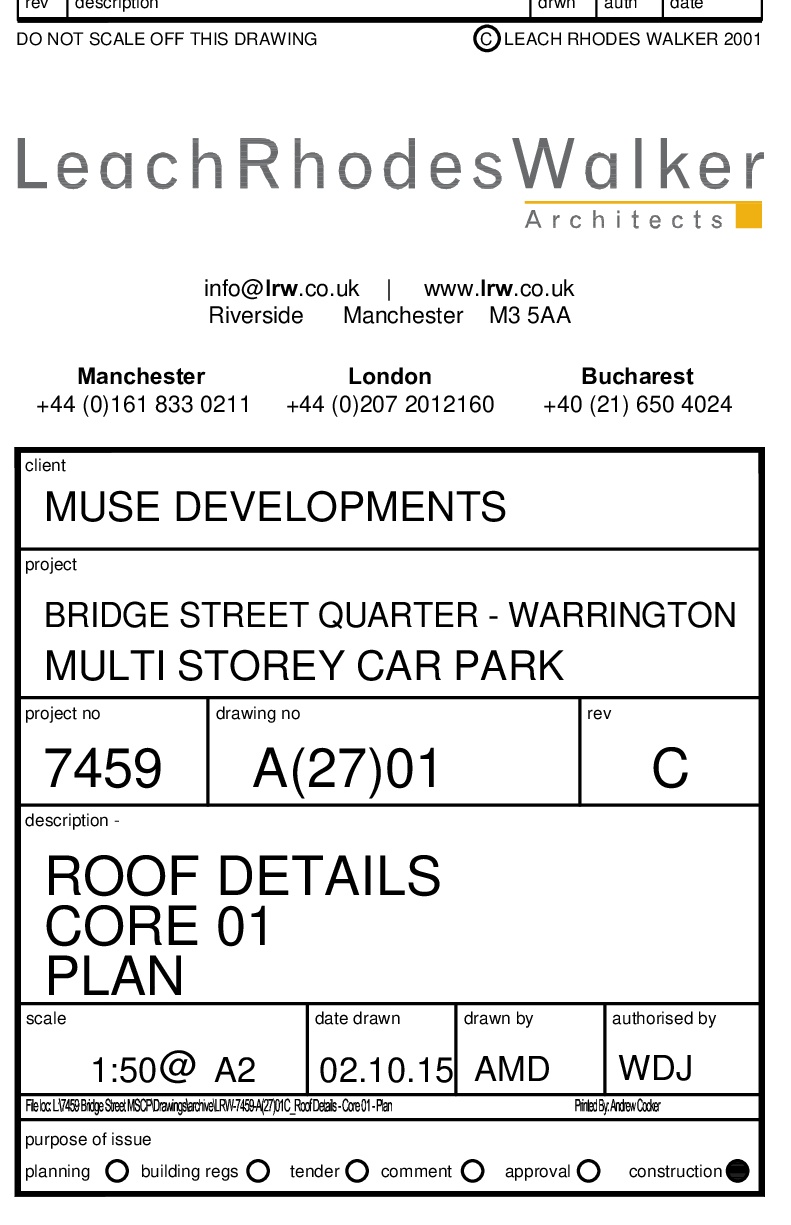 rev description drwn auth date
DO NOT SCALE OFF THIS DRAWING © LEACH RHODES WALKER 2001
LeachRhodesWalker
Architects
info@lrw.co.uk | www.lrw.co.uk
Riverside Manchester M3 5AA
Manchester London Bucharest
+44 (0)161 833 0211 +44 (0)207 2012160 +40 (21) 650 4024
client
MUSE DEVELOPMENTS
project
BRIDGE STREET QUARTER - WARRINGTON
MULTI STOREY CAR PARK
project no drawing no rev
7459 A(27)01 C
description -
ROOF DETAILS
CORE 01
PLAN
scale date drawn drawn by authorised by
1:50@ A2 02.10.15 AMD WDJ
File loc: L:\7459 Bridge Street MSCP\Drawings\archive\LRW-7459-A(27)01C_Roof Details - Core 01 - Plan Printed By: Andrew Cocker
purpose of issue
planning building regs tender comment approval construction